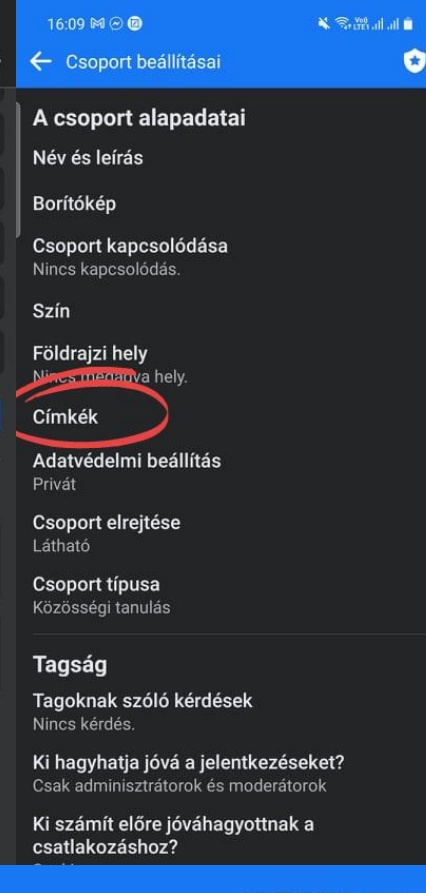 16:09
Csoport beállításai
A csoport alapadatai
Név és leírás
Borítókép
Csoport kapcsolódása
Nincs kapcsolódás.
Szín
Földrajzi hely
Nincs megadva hely.
Címkék
Adatvédelmi beállítás
Privát
Csoport elrejtése
Látható
Csoport típusa
Közösségi tanulás
Tagság
Tagoknak szóló kérdések
Nincs kérdés.
Ki hagyhatja jóvá a jelentkezéseket?
Csak adminisztrátorok és moderátorok
Ki számít előre jóváhagyottnak a
csatlakozáshoz?